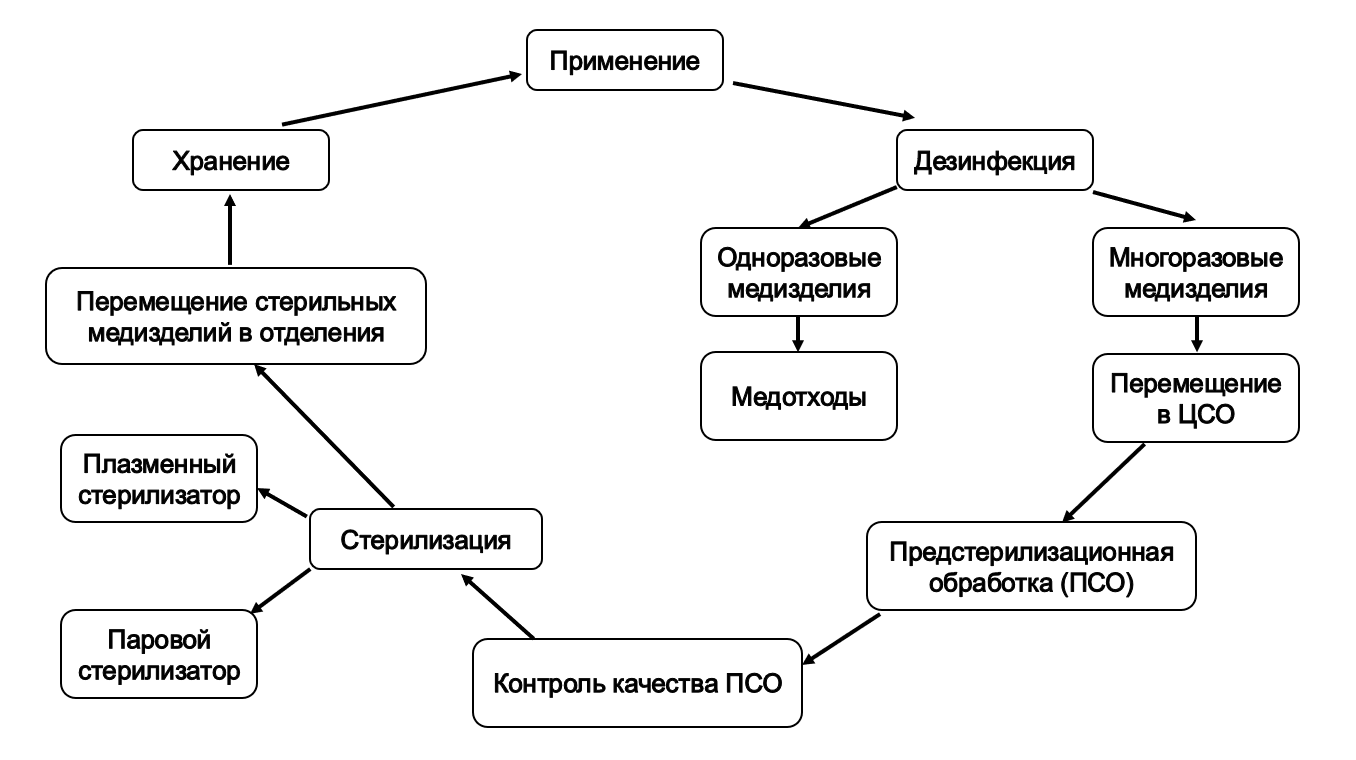 Применение
Хранение
Дезинфекция
Одноразовые
медизделия
Многоразовые
медизделия
Перемещение стерильных
медизделий в отделения
Медотходы
Перемещение
в ЦСО
Плазменный
стерилизатор
Стерилизация
Предстерилизационная
обработка (ПСО)
Паровой
стерилизатор
Контроль качества ПСО